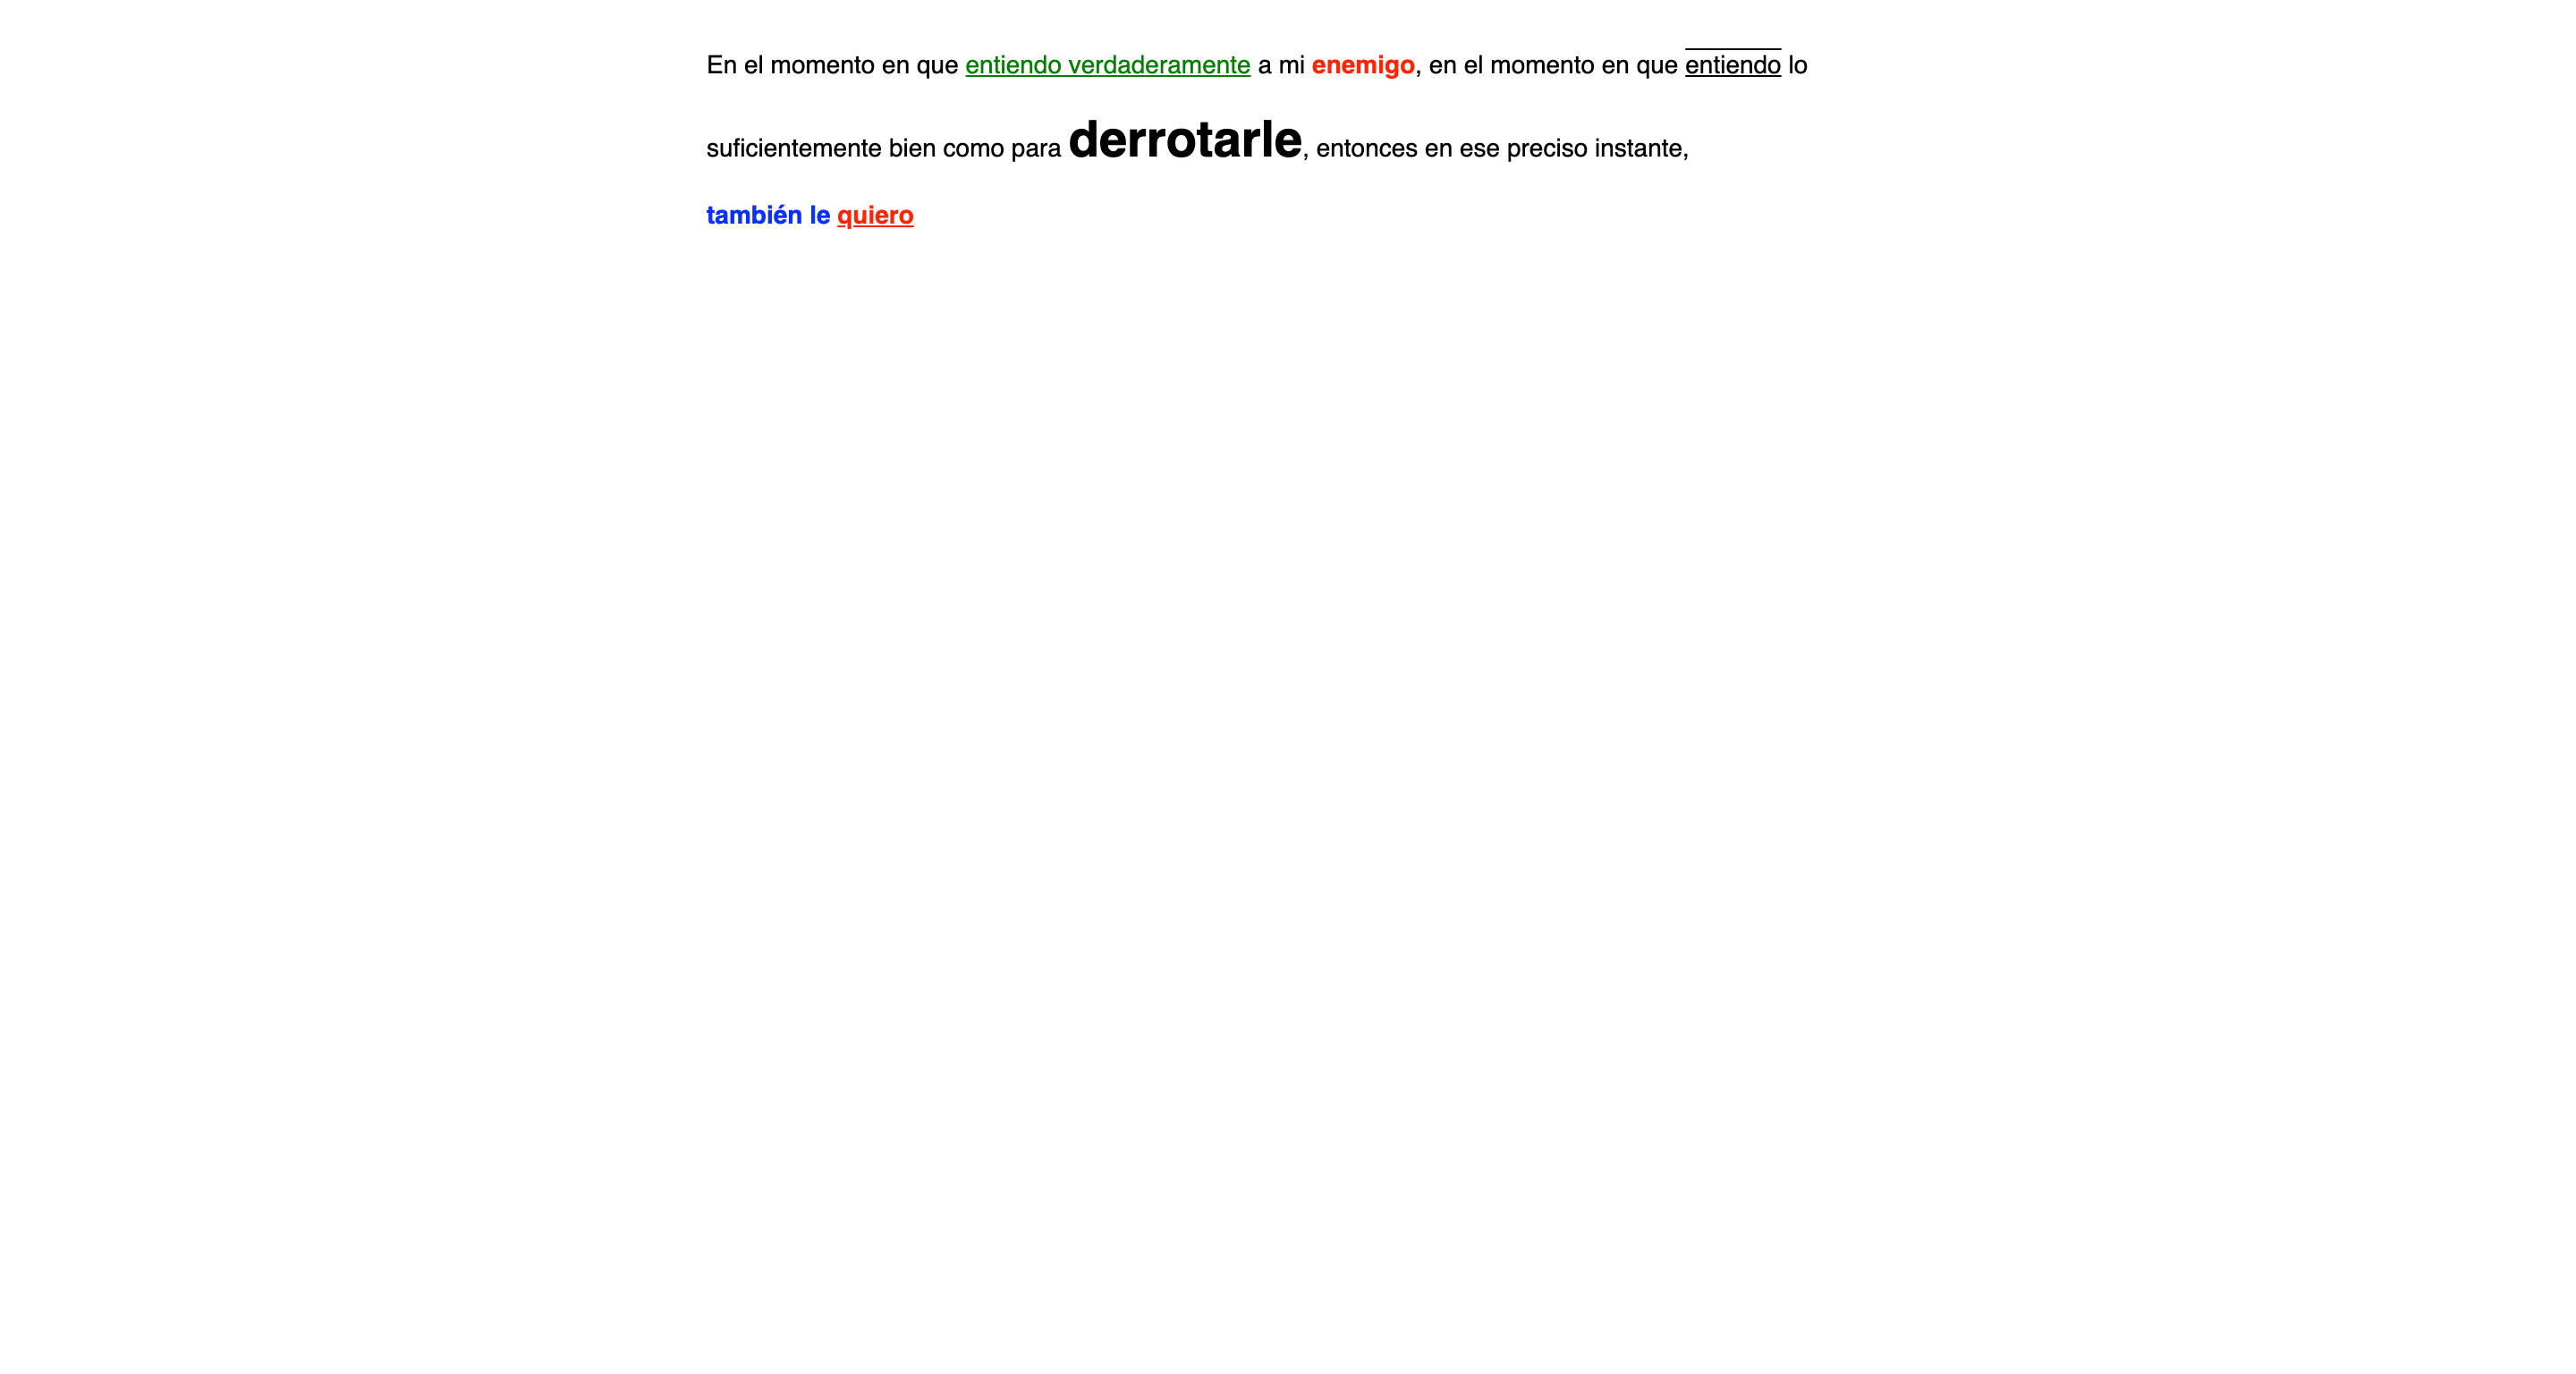 En el momento en que entiendo verdaderamente a mi enemigo, en el momento en que entiendo lo
suficientemente bien como para derrotarle, entonces en ese preciso instante,
también le quiero